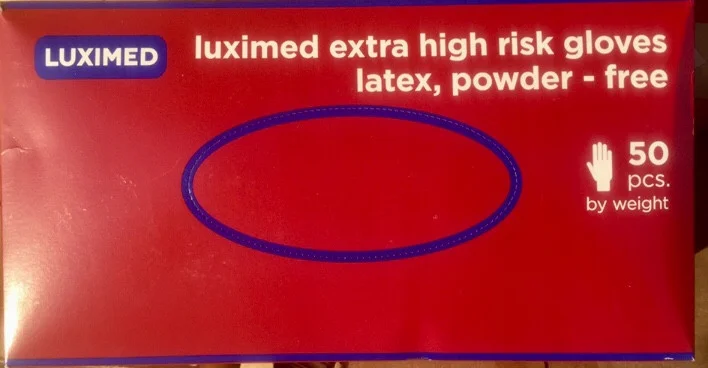 LUXIMED
luximed extra high risk gloves
latex, powder - free
50
pcs.
by weight